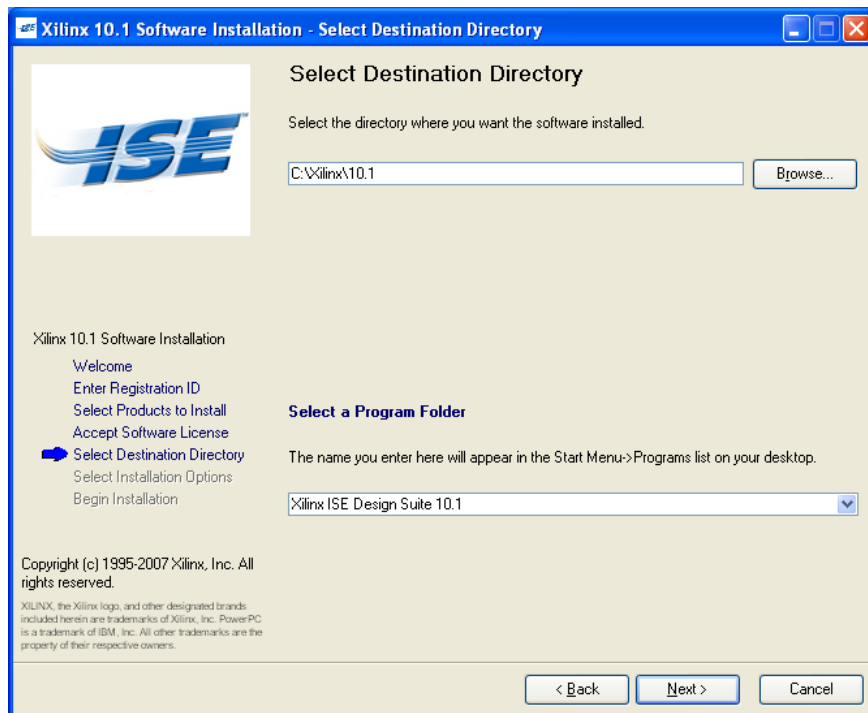 Xilinx 10.1 Software Installation - Select Destination Directory
ISE
Select Destination Directory
Select the directory where you want the software installed.
C:\Xilinx\10.1
Browse...
Xilinx 10.1 Software Installation
Welcome
Enter Registration ID
Select Products to Install
Accept Software License
Select Destination Directory
Select Installation Options
Begin Installation
Select a Program Folder
The name you enter here will appear in the Start Menu->Programs list on your desktop.
Xilinx ISE Design Suite 10.1
Copyright (c) 1995-2007 Xilinx, Inc. All
rights reserved.
XILINX, the Xilinx logo, and other designated brands
included herein are trademarks of Xilinx, Inc. PowerPC
is a trademark of IBM, Inc. All other trademarks are the
property of their respective owners.
< Back
Next >
Cancel